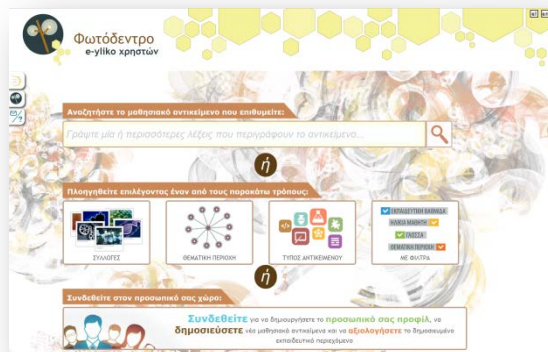 Φωτόδεντρο
e-yliko χρηστών
Αναζητήστε το μαθησιακό αντικείμενο που επιθυμείτε:
Γράψτε μία ή περισσότερες λέξεις που περιγράφουν το αντικείμενο...
ή
Πλοηγηθείτε επιλέγοντας έναν από τους παρακάτω τρόπους:
ΕΚΠΑΙΔΕΥΤΙΚΗ ΒΑΘΜΙΔΑ
ΗΛΙΚΙΑ ΜΑΘΗΤΗ
ΓΛΩΣΣΑ
ΘΕΜΑΤΙΚΗ ΠΕΡΙΟΧΗ
ΣΥΛΛΟΓΕΣ
ΘΕΜΑΤΙΚΗ ΠΕΡΙΟΧΗ
ΤΥΠΟΣ ΑΝΤΙΚΕΙΜΕΝΟΥ
ΜΕ ΦΙΛΤΡΑ
ή
Συνδεθείτε στον προσωπικό σας χώρο:
Συνδεθείτε για να δημιουργήσετε το προσωπικό σας προφίλ, να
δημοσιεύσετε νέα μαθησιακά αντικείμενα και να αξιολογήσετε το δημοσιευμένο
εκπαιδευτικό περιεχόμενο